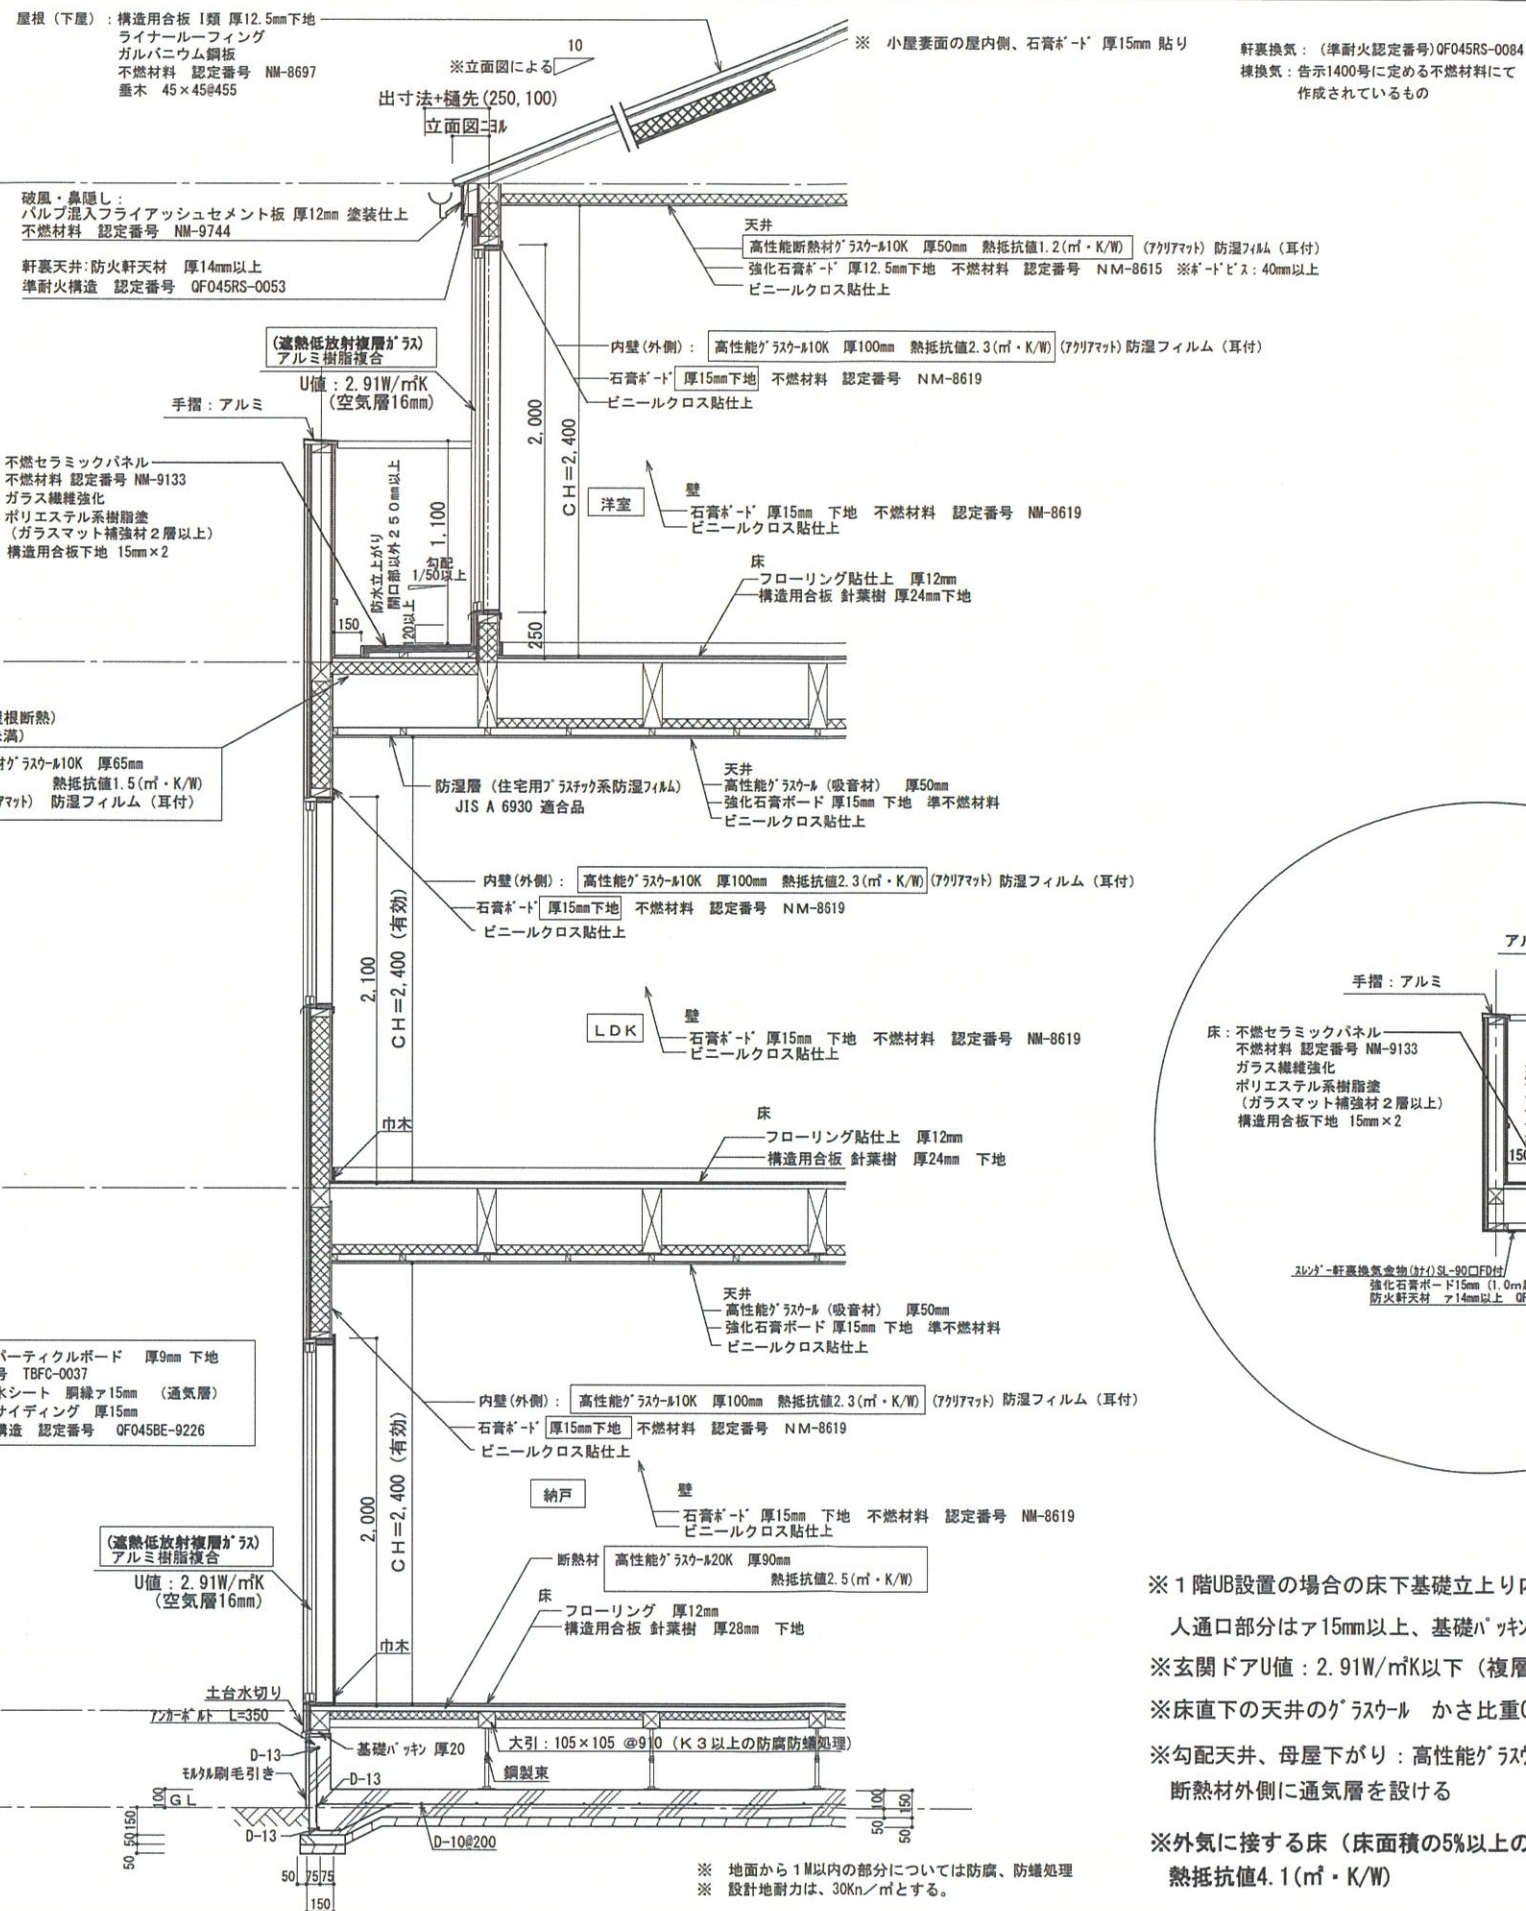 屋根（下屋）：構造用合板 Ⅰ類 厚12.5mm下地
ライナールーフィング
ガルバニウム鋼板
不燃材料 認定番号 NM-8697
垂木 45×45@455
※立面図による
10
出寸法+樋先(250,100)
立面図ニヨル
※ 小屋妻面の屋内側、石膏ﾎﾞｰﾄﾞ 厚15mm 貼り
軒裏換気：（準耐火認定番号)QF045RS-0084
棟換気：告示1400号に定める不燃材料にて
作成されているもの
破風・鼻隠し：
パルプ混入フライアッシュセメント板 厚12mm 塗装仕上
不燃材料 認定番号 NM-9744
軒裏天井:防火軒天材 厚14mm以上
準耐火構造 認定番号 QF045RS-0053
天井
高性能断熱材ｸﾞﾗｽｳｰﾙ10K 厚50mm 熱抵抗値1.2(㎡・K/W) (ｱｸﾘｱﾏｯﾄ) 防湿ﾌｨﾙﾑ（耳付）
強化石膏ﾎﾞｰﾄﾞ 厚12.5mm下地 不燃材料 認定番号 NM-8615 ※ﾎﾞｰﾄﾞﾋﾞｽ：40mm以上
ビニールクロス貼仕上
(遮熱低放射複層ｶﾞﾗｽ)
アルミ樹脂複合
U値：2.91W/㎡K
(空気層16mm)
内壁(外側)： 高性能ｸﾞﾗｽｳｰﾙ10K 厚100mm 熱抵抗値2.3(㎡・K/W) (ｱｸﾘｱﾏｯﾄ) 防湿フィルム（耳付）
石膏ﾎﾞｰﾄﾞ 厚15mm下地 不燃材料 認定番号 NM-8619
ビニールクロス貼仕上
手摺：アルミ
不燃セラミックパネル
不燃材料 認定番号 NM-9133
ガラス繊維強化
ポリエステル系樹脂塗
(ガラスマット補強材２層以上)
構造用合板下地 15mm×2
防水立上がり
開口部以外２５０mm以上
1,100
勾配
1/50以上
120以上
150
2,000
250
ＣＨ＝2,400
洋室
壁
石膏ﾎﾞｰﾄﾞ 厚15mm 下地 不燃材料 認定番号 NM-8619
ビニールクロス貼仕上
床
フローリング貼仕上 厚12mm
構造用合板 針葉樹 厚24mm下地
根断熱)
満)
ｸﾞﾗｽｳｰﾙ10K 厚65mm
熱抵抗値1.5(㎡・K/W)
ﾏｯﾄ) 防湿フィルム（耳付）
防湿層（住宅用ﾌﾟﾗｽﾁｯｸ系防湿ﾌｨﾙﾑ)
JIS A 6930 適合品
天井
高性能ｸﾞﾗｽｳｰﾙ（吸音材） 厚50mm
強化石膏ボード 厚15mm 下地 準不燃材料
ビニールクロス貼仕上
内壁(外側)： 高性能ｸﾞﾗｽｳｰﾙ10K 厚100mm 熱抵抗値2.3(㎡・K/W) (ｱｸﾘｱﾏｯﾄ) 防湿フィルム（耳付）
石膏ﾎﾞｰﾄﾞ 厚15mm下地 不燃材料 認定番号 NM-8619
ビニールクロス貼仕上
2,100
ＣＨ＝2,400（有効）
ＬＤＫ
壁
石膏ﾎﾞｰﾄﾞ 厚15mm 下地 不燃材料 認定番号 NM-8619
ビニールクロス貼仕上
巾木
床
フローリング貼仕上 厚12mm
構造用合板 針葉樹 厚24mm 下地
天井
高性能ｸﾞﾗｽｳｰﾙ（吸音材） 厚50mm
強化石膏ボード 厚15mm 下地 準不燃材料
ビニールクロス貼仕上
手摺：アルミ
床：不燃セラミックパネル
不燃材料 認定番号 NM-9133
ガラス繊維強化
ポリエステル系樹脂塗
(ガラスマット補強材２層以上)
構造用合板下地 15mm×2
ｽﾚﾝﾀﾞｰ軒裏換気金物(ｶﾅｲ)SL-90□FD付
強化石膏ボード15mm
防火軒天材 ｱ14mm以上
パーティクルボード 厚9mm 下地
号 TBFC-0037
水シート 胴縁ｱ15mm （通気層）
サイディング 厚15mm
構造 認定番号 QF045BE-9226
内壁(外側)： 高性能ｸﾞﾗｽｳｰﾙ10K 厚100mm 熱抵抗値2.3(㎡・K/W) (ｱｸﾘｱﾏｯﾄ) 防湿フィルム（耳付）
石膏ﾎﾞｰﾄﾞ 厚15mm下地 不燃材料 認定番号 NM-8619
ビニールクロス貼仕上
2,000
ＣＨ＝2,400（有効）
納戸
壁
石膏ﾎﾞｰﾄﾞ 厚15mm 下地 不燃材料 認定番号 NM-8619
ビニールクロス貼仕上
(遮熱低放射複層ｶﾞﾗｽ)
アルミ樹脂複合
U値：2.91W/㎡K
(空気層16mm)
断熱材 高性能ｸﾞﾗｽｳｰﾙ20K 厚90mm
熱抵抗値2.5(㎡・K/W)
床
フローリング 厚12mm
構造用合板 針葉樹 厚28mm 下地
巾木
土台水切り
ｱﾝｶｰﾎﾞﾙﾄ L=350
D-13
基礎ﾊﾟｯｷﾝ 厚20
大引：105×105 @910（Ｋ３以上の防腐防蟻処理)
鋼製束
ﾓﾙﾀﾙ刷毛引き
D-13
GL
100
150
50
50
D-13
D-10@200
100
150
50
50
50
75
75
150
※１階UB設置の場合の床下基礎立上り
人通口部分はｱ15mm以上、基礎ﾊﾟｯｷﾝ
※玄関ドアU値：2.91W/㎡K以下（複層
※床直下の天井のｸﾞﾗｽｳｰﾙ かさ比重
※勾配天井、母屋下がり：高性能ｸﾞﾗｽｳ
断熱材外側に通気層を設ける
※外気に接する床（床面積の5%以上の
熱抵抗値4.1(㎡・K/W)
※ 地面から１M以内の部分については防腐、防蟻処理
※ 設計地耐力は、30Kn／㎡とする。